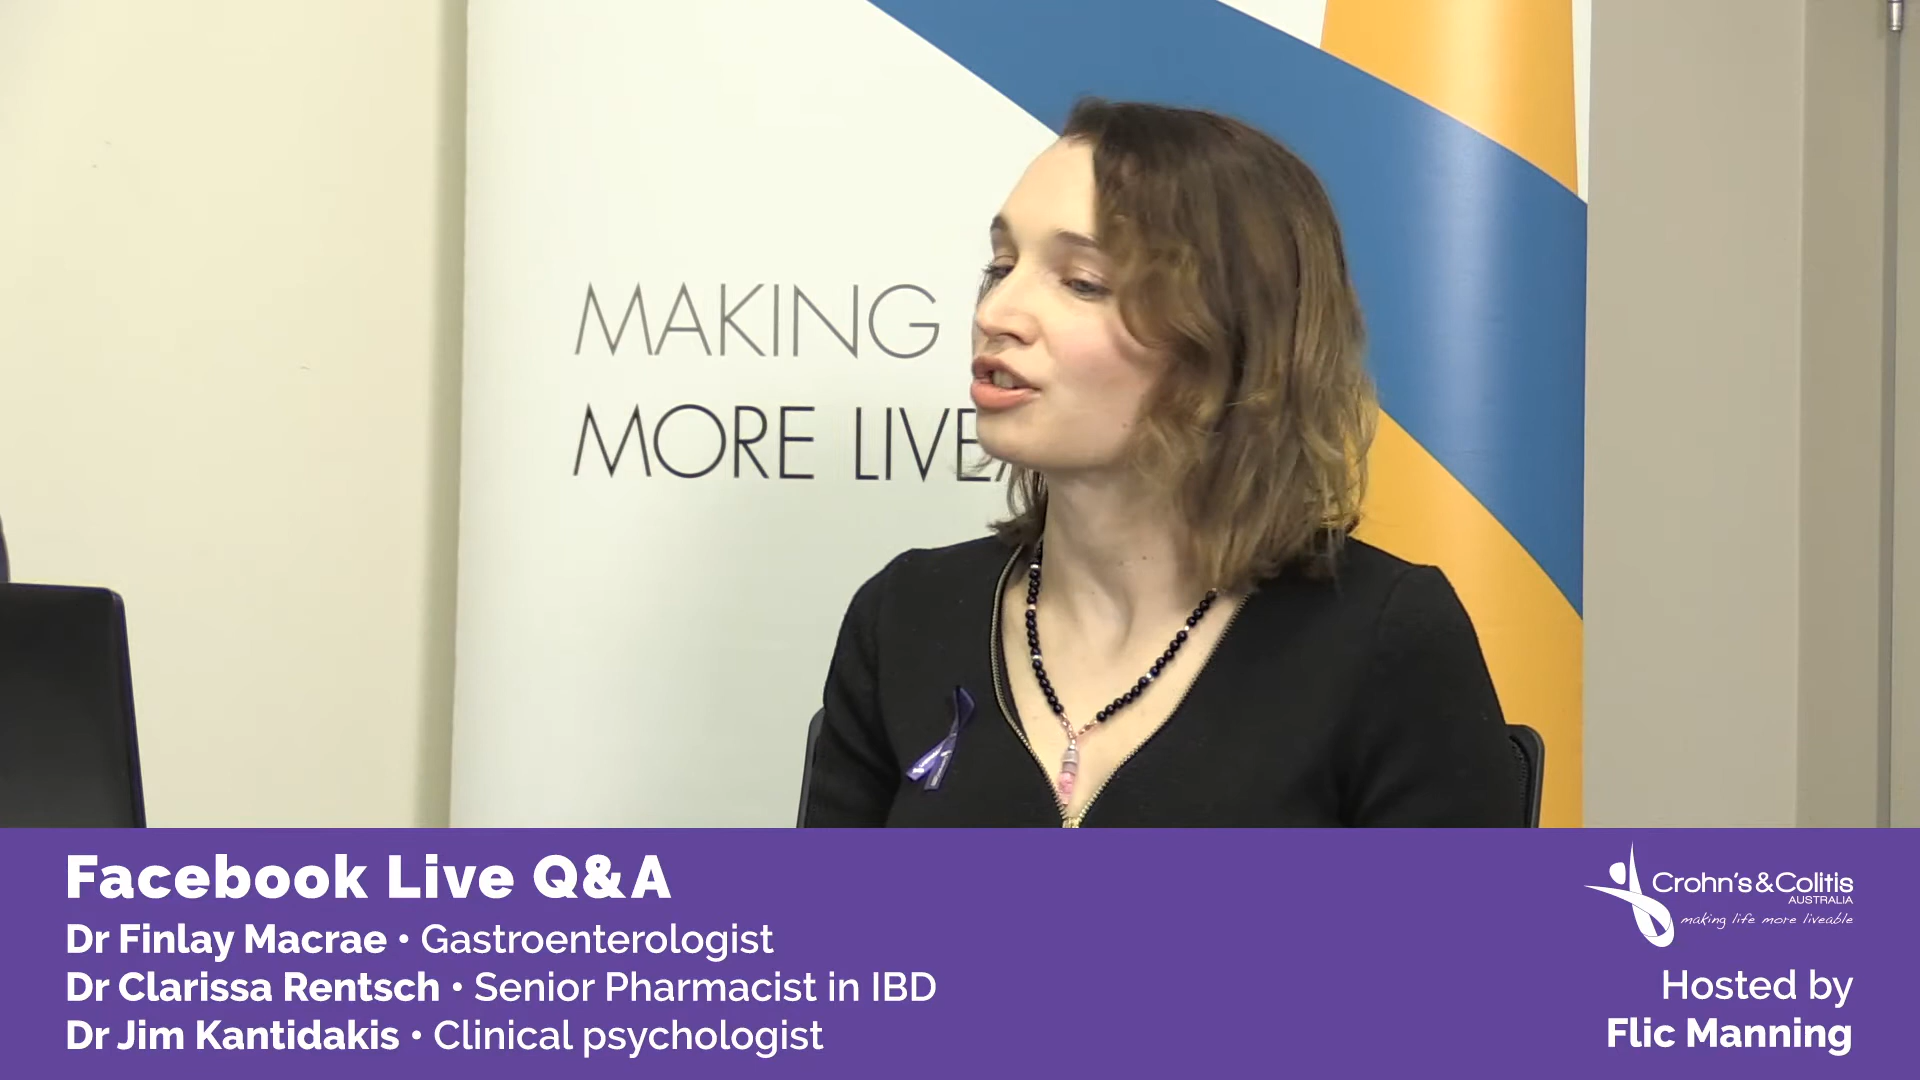 MAKING
MORE LIVEA
Facebook Live Q&A
Dr Finlay Macrae • Gastroenterologist
Dr Clarissa Rentsch • Senior Pharmacist in IBD
Dr Jim Kantidakis • Clinical psychologist
Crohn's & Colitis
AUSTRALIA
making life more liveable
Hosted by
Flic Manning